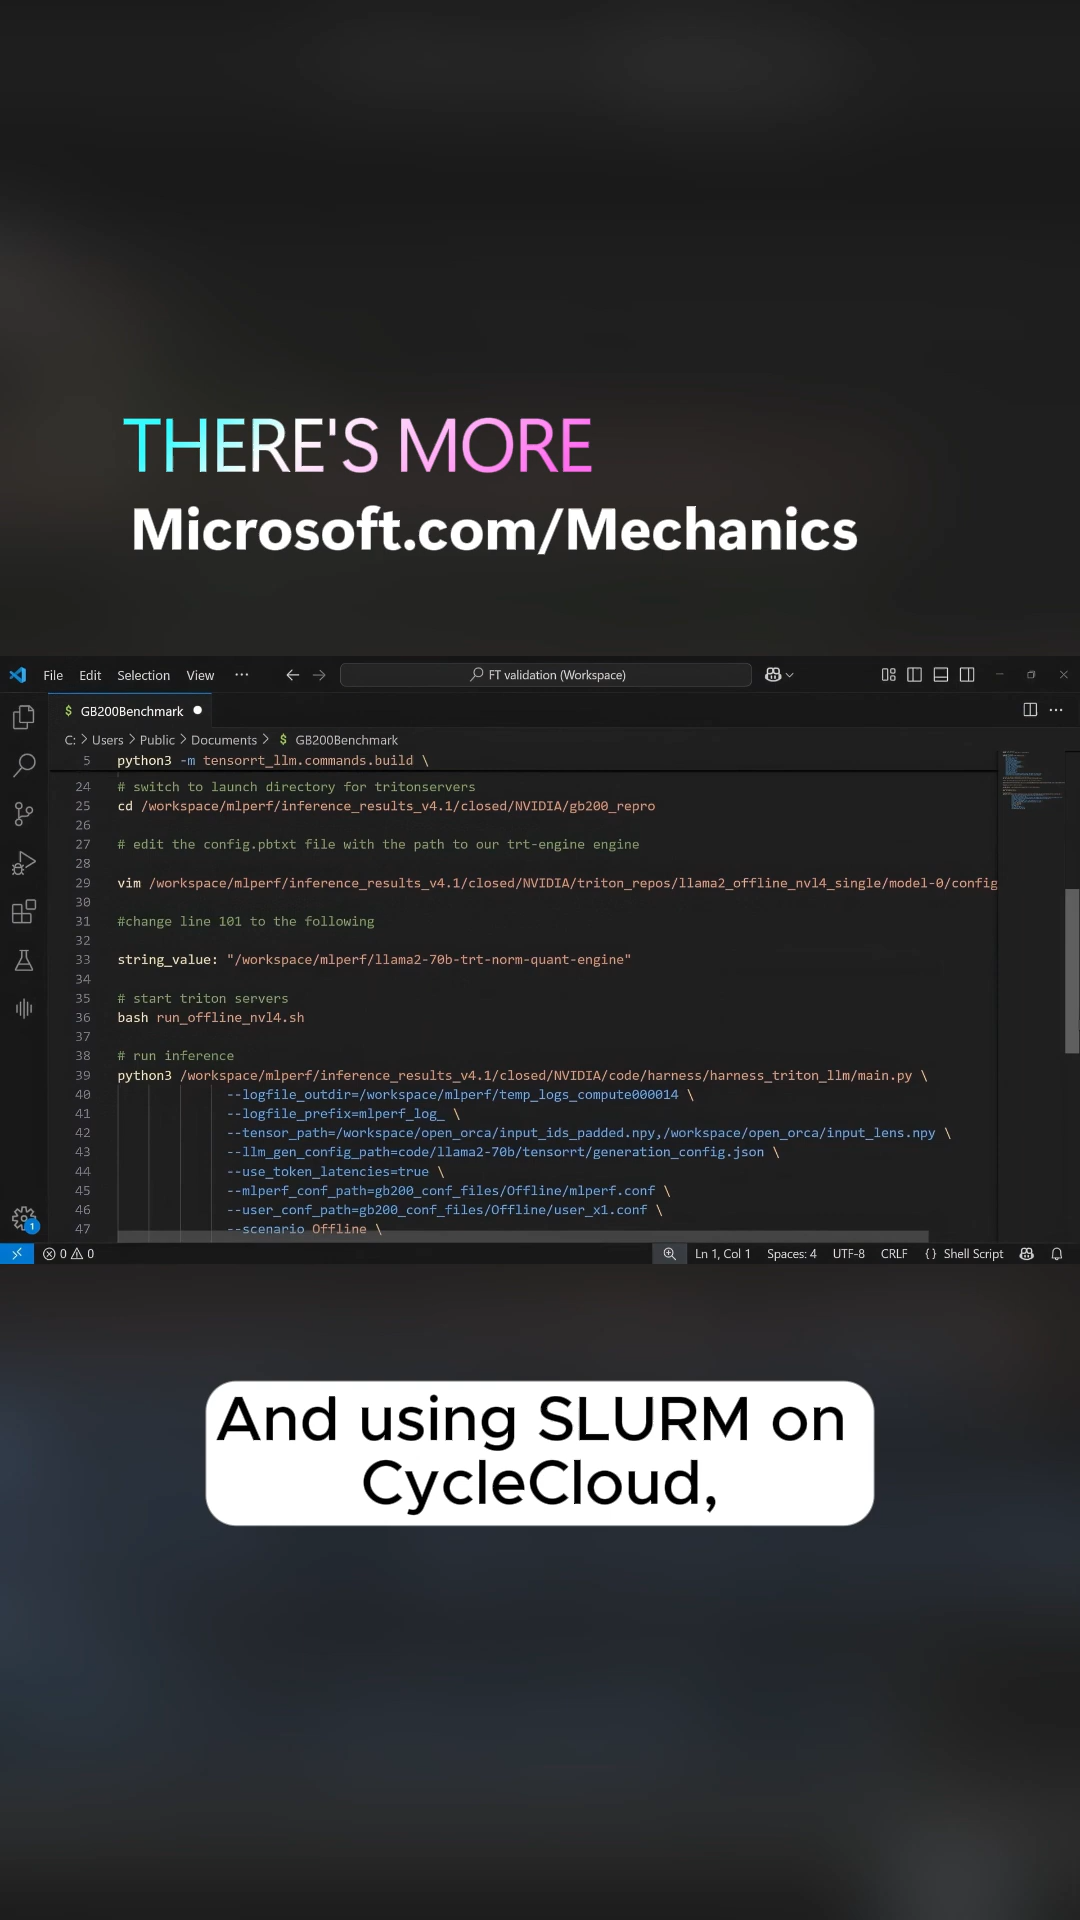 THERE'S MORE
Microsoft.com/Mechanics
File Edit Selection View ··· FT validation (Workspace)
$ GB200Benchmark
C: > Users > Public > Documents > $ GB200Benchmark
5 python3 -m tensorrt_llm.commands.build \
24 # switch to launch directory for tritonservers
25 cd /workspace/mlperf/inference_results_v4.1/closed/NVIDIA/gb200_repro
26
27 # edit the config.pbtxt file with the path to our trt-engine engine
28
29 vim /workspace/mlperf/inference_results_v4.1/closed/NVIDIA/triton_repos/llama2_offline_nvl4_single/model-0/config
30
31 #change line 101 to the following
32
33 string_value: "/workspace/mlperf/llama2-70b-trt-norm-quant-engine"
34
35 # start triton servers
36 bash run_offline_nvl4.sh
37
38 # run inference
39 python3 /workspace/mlperf/inference_results_v4.1/closed/NVIDIA/code/harness/harness_triton_llm/main.py \
40 --logfile_outdir=/workspace/mlperf/temp_logs_compute000014 \
41 --logfile_prefix=mlperf_log_ \
42 --tensor_path=/workspace/open_orca/input_ids_padded.npy,/workspace/open_orca/input_lens.npy \
43 --llm_gen_config_path=code/llama2-70b/tensorrt/generation_config.json \
44 --use_token_latencies=true \
45 --mlperf_conf_path=gb200_conf_files/Offline/mlperf.conf \
46 --user_conf_path=gb200_conf_files/Offline/user_x1.conf \
47 --scenario Offline \
1
0 0 Ln 1, Col 1 Spaces: 4 UTF-8 CRLF {} Shell Script
And using SLURM on
CycleCloud,